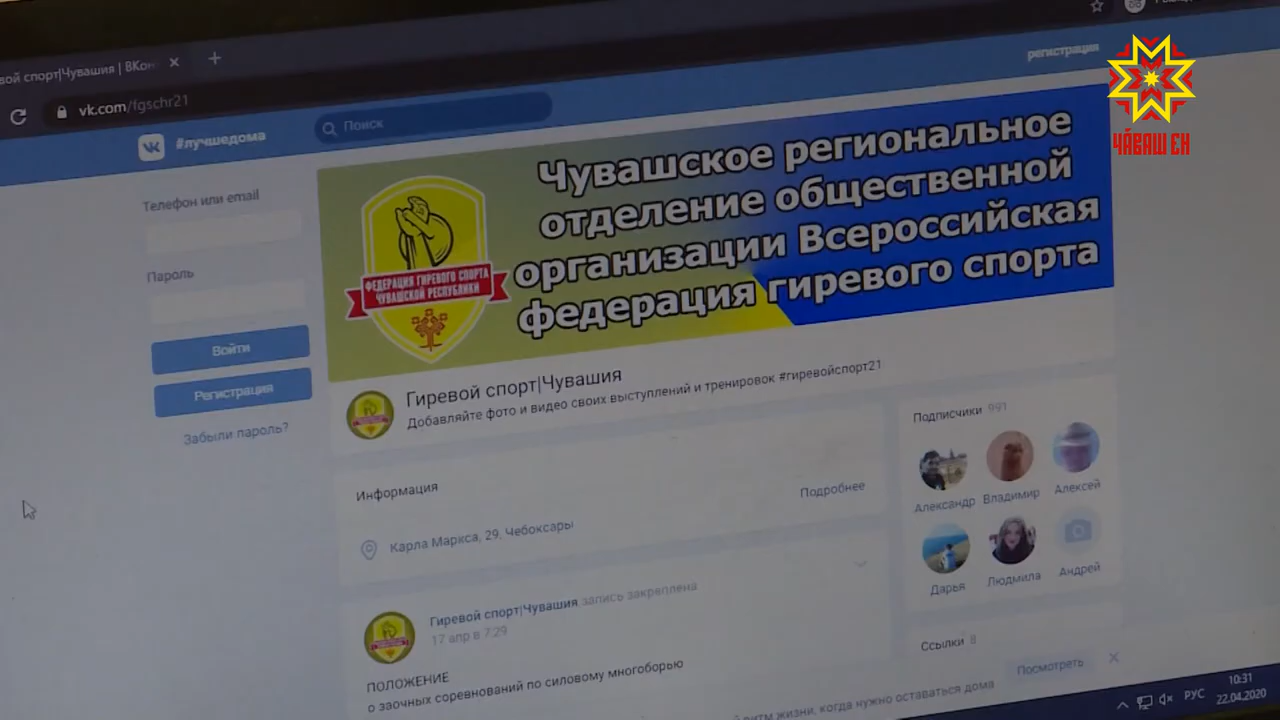 вой спорт|Чувашия | ВКон
vk.com/fgschr21
#лучшедома
Поиск
регистрация
ЧӐВАШ ЕН
Телефон или email
Пароль
Войти
Регистрация
Забыли пароль?
Чувашское региональное
отделение общественной
организации Всероссийская
федерация гиревого спорта
ФЕДЕРАЦИЯ ГИРЕВОГО СПОРТА
ЧУВАШСКОЙ РЕСПУБЛИКИ
Гиревой спорт|Чувашия
Добавляйте фото и видео своих выступлений и тренировок #гиревойспорт21
Информация
Подробнее
Карла Маркса, 29, Чебоксары
Гиревой спорт|Чувашия запись закреплена
17 апр в 7:29
ПОЛОЖЕНИЕ
о заочных соревнований по силовому многоборью
Подписчики 991
Александр Владимир Алексей
Дарья Людмила Андрей
Ссылки 8
ритм жизни, когда нужно оставаться дома
Посмотреть
РУС
10:31
22.04.2020